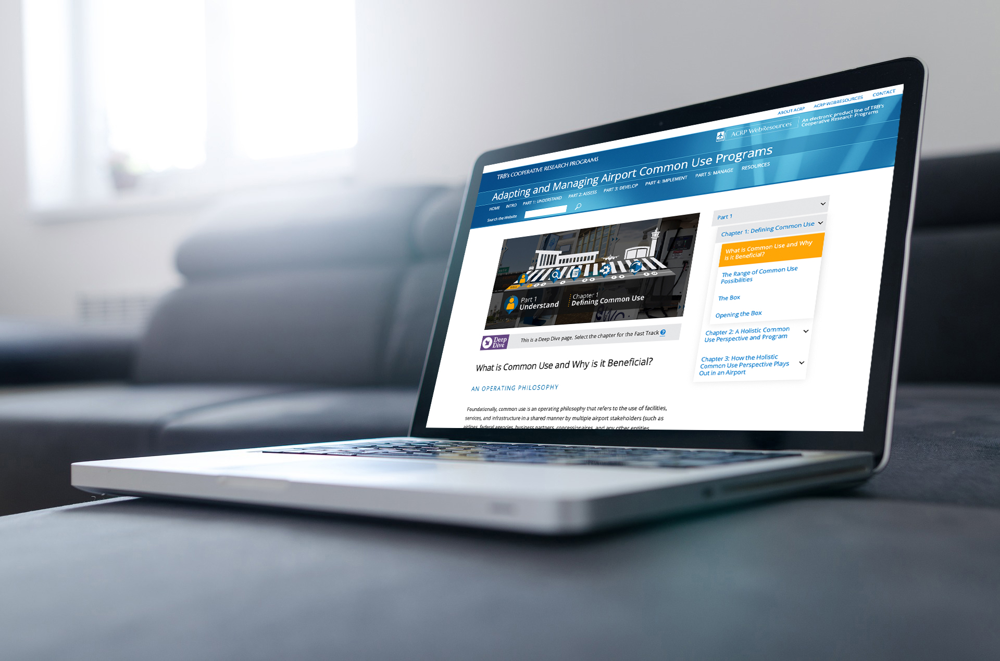 ABOUT ACRP
ACRP WEBRESOURCES
CONTACT
TRB's COOPERATIVE RESEARCH PROGRAMS
ACRP WebResources
An electronic product line of TRB's
Cooperative Research Programs
Adapting and Managing Airport Common Use Programs
HOME INTRO PART 1: UNDERSTAND PART 2: ASSESS PART 3: DEVELOP PART 4: IMPLEMENT PART 5: MANAGE RESOURCES
Search the Website
Intro
Part 1
Understand
Chapter 1
Defining Common Use
Deep
Dive
This is a Deep Dive page. Select the chapter for the Fast Track ?
What is Common Use and Why is it Beneficial?
AN OPERATING PHILOSOPHY
Foundationally, common use is an operating philosophy that refers to the use of facilities,
services, and infrastructure in a shared manner by multiple airport stakeholders (such as
airlines, federal agencies, business partners, concessionaires, and any other entities
Part 1
Chapter 1: Defining Common Use
What is Common Use and Why
is it Beneficial?
The Range of Common Use
Possibilities
The Box
Opening the Box
Chapter 2: A Holistic Common
Use Perspective and Program
Chapter 3: How the Holistic
Common Use Perspective Plays
Out in an Airport